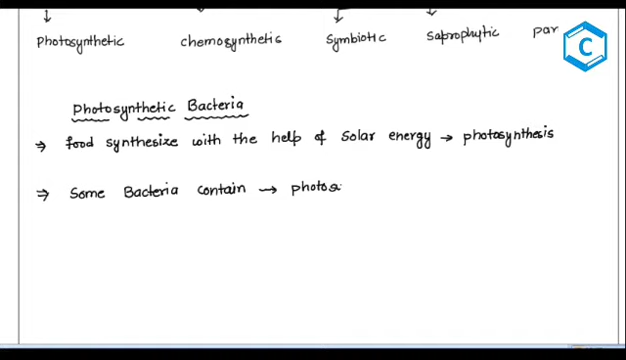 Photosynthetic chemosynthetic Symbiotic Saprophytic par
C
Photosynthetic Bacteria
⇒ food synthesize with the help of Solar energy → photosynthesis
⇒ Some Bacteria contain → photos